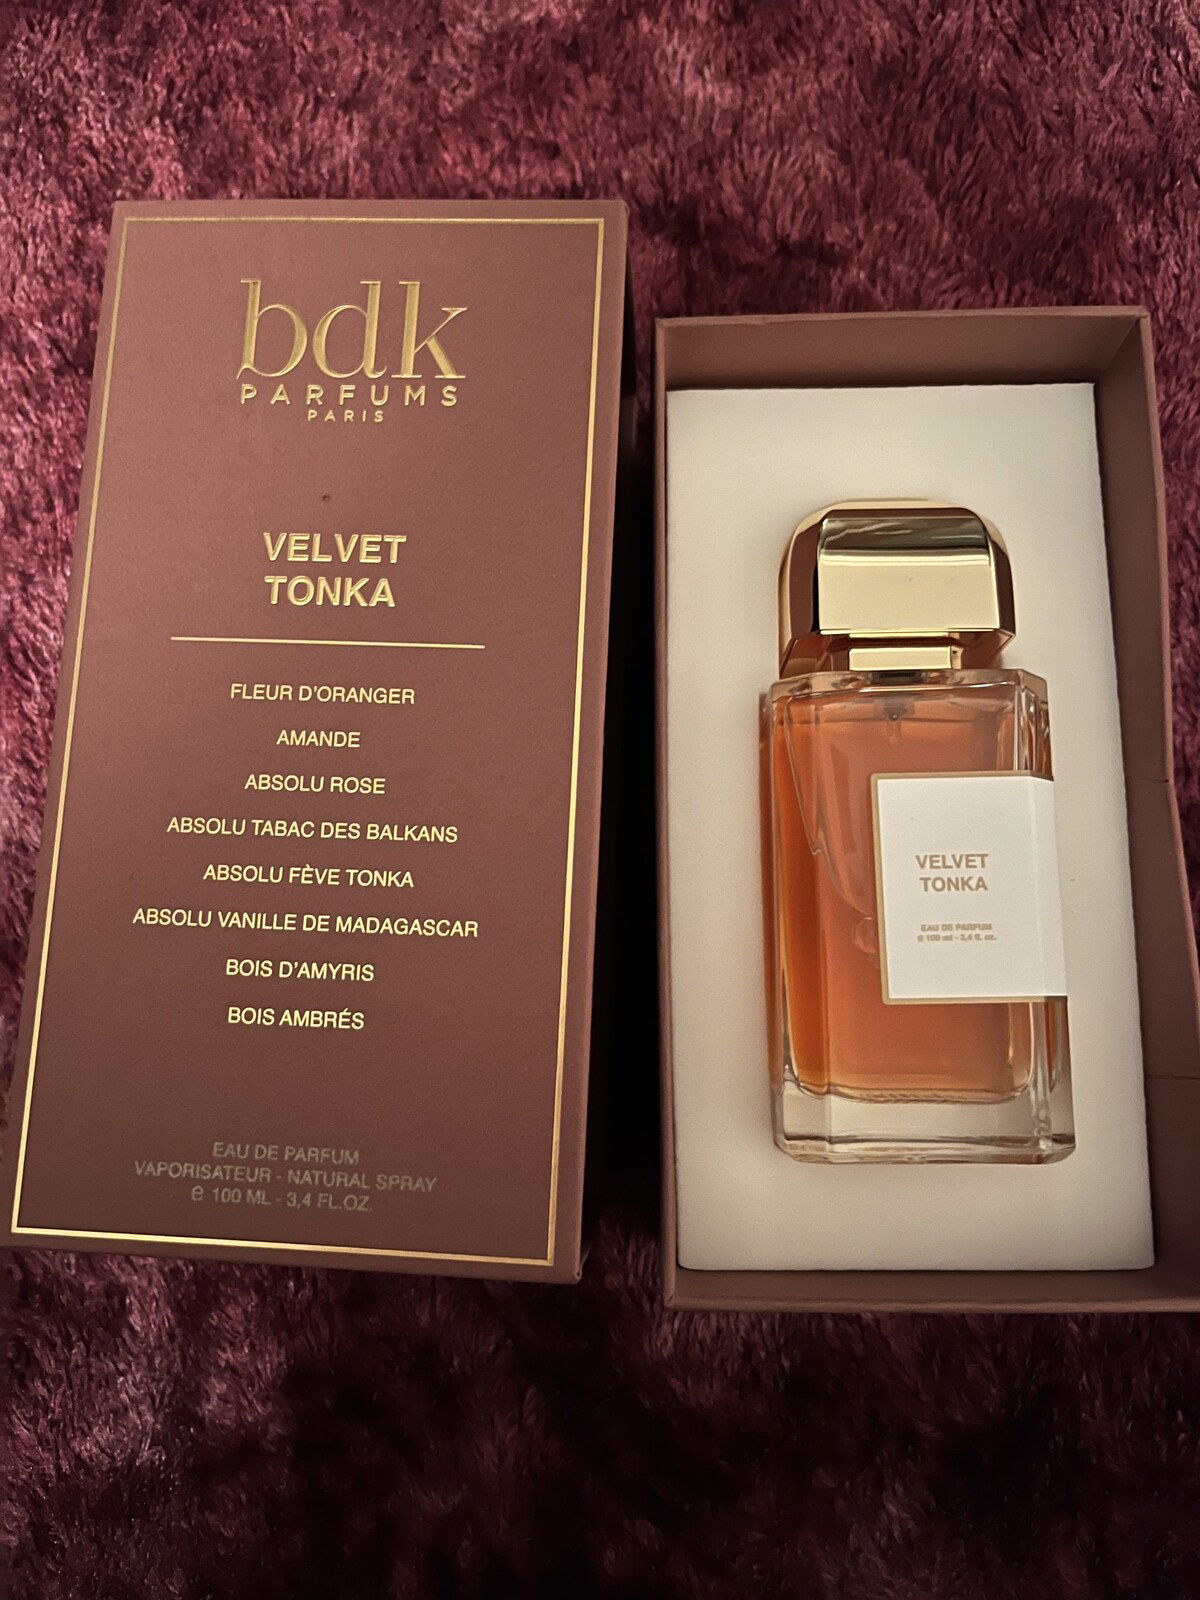 bdk
PARFUMS
PARIS
VELVET
TONKA
FLEUR D'ORANGER
AMANDE
ABSOLU ROSE
ABSOLU TABAC DES BALKANS
ABSOLU FÈVE TONKA
ABSOLU VANILLE DE MADAGASCAR
BOIS D'AMYRIS
BOIS AMBRÉS
EAU DE PARFUM
VAPORISATEUR - NATURAL SPRAY
e 100 ML - 3,4 FL.OZ.
VELVET
TONKA
EAU DE PARFUM
e 100 ml - 3,4 fl. oz.